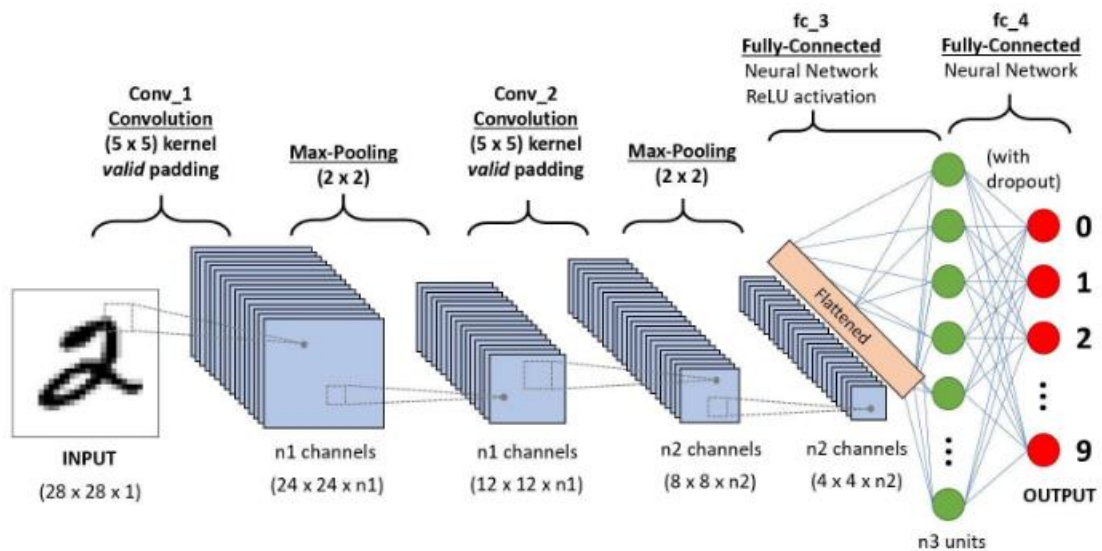 Conv_1
Convolution
(5 x 5) kernel
valid padding
Max-Pooling
(2 x 2)
Conv_2
Convolution
(5 x 5) kernel
valid padding
Max-Pooling
(2 x 2)
fc_3
Fully-Connected
Neural Network
ReLU activation
fc_4
Fully-Connected
Neural Network
(with
dropout)
2
Flattened
0
1
2
9
INPUT
(28 x 28 x 1)
n1 channels
(24 x 24 x n1)
n1 channels
(12 x 12 x n1)
n2 channels
(8 x 8 x n2)
n2 channels
(4 x 4 x n2)
OUTPUT
n3 units